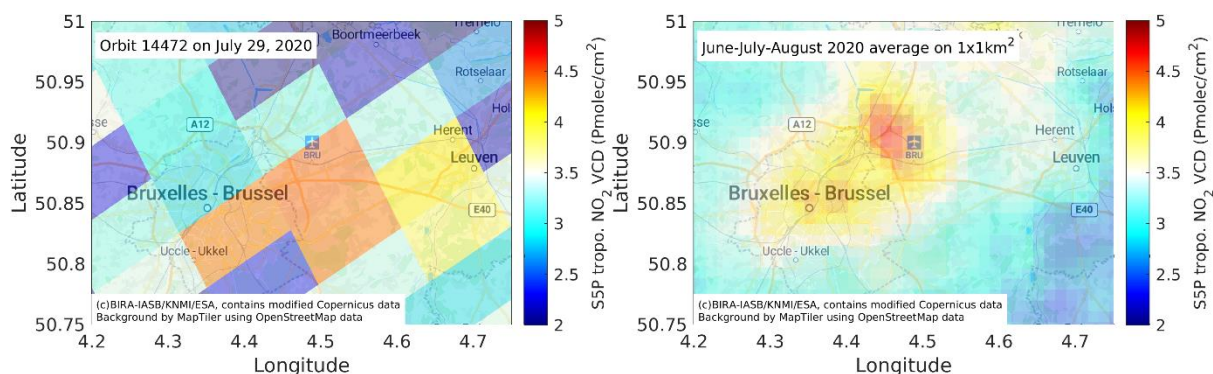 Orbit 14472 on July 29, 2020
51
50.95
50.9
50.85
50.8
50.75
4.2
4.3
4.4
4.5
4.6
4.7
Latitude
Longitude
Tremelo
Boortmeerbeek
Rotselaar
Hols
sse
A12
BRU
Herent
Leuven
Bruxelles - Brussel
E40
Uccle - Ukkel
(c)BIRA-IASB/KNMI/ESA, contains modified Copernicus data
Background by MapTiler using OpenStreetMap data
5
4.5
4
3.5
3
2.5
2
S5P tropo. NO2 VCD (Pmolec/cm2)
June-July-August 2020 average on 1x1km2
51
50.95
50.9
50.85
50.8
50.75
4.2
4.3
4.4
4.5
4.6
4.7
Latitude
Longitude
Tremelo
Boortmeerbeek
Rotselaar
Hols
sse
A12
BRU
Herent
Leuven
Bruxelles - Brussel
E40
Uccle - Ukkel
(c)BIRA-IASB/KNMI/ESA, contains modified Copernicus data
Background by MapTiler using OpenStreetMap data
5
4.5
4
3.5
3
2.5
2
S5P tropo. NO2 VCD (Pmolec/cm2)